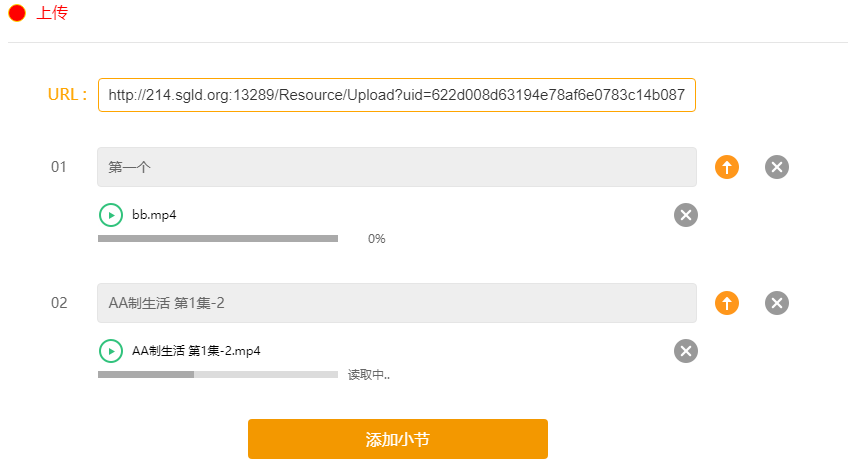 上传
URL : http://214.sgld.org:13289/Resource/Upload?uid=622d008d63194e78af6e0783c14b087
01 第一个
bb.mp4
0%
02 AA制生活 第1集-2
AA制生活 第1集-2.mp4
读取中..
添加小节